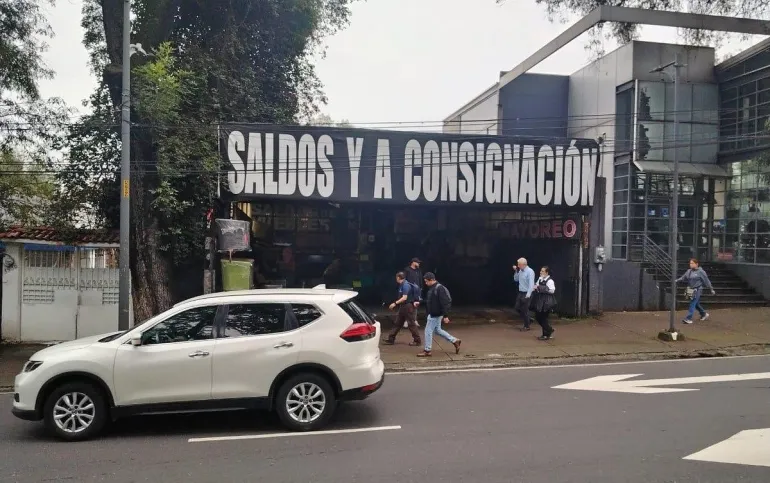 SALDOS Y A CONSIGNACIÓN
MAYOREO